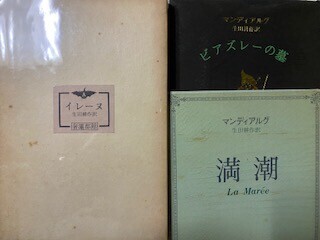 イレーヌ
生田耕作訳
マンディアルグ
生田耕作訳
ビアズレーの墓
マンディアルグ
生田耕作訳
満潮
La Marée